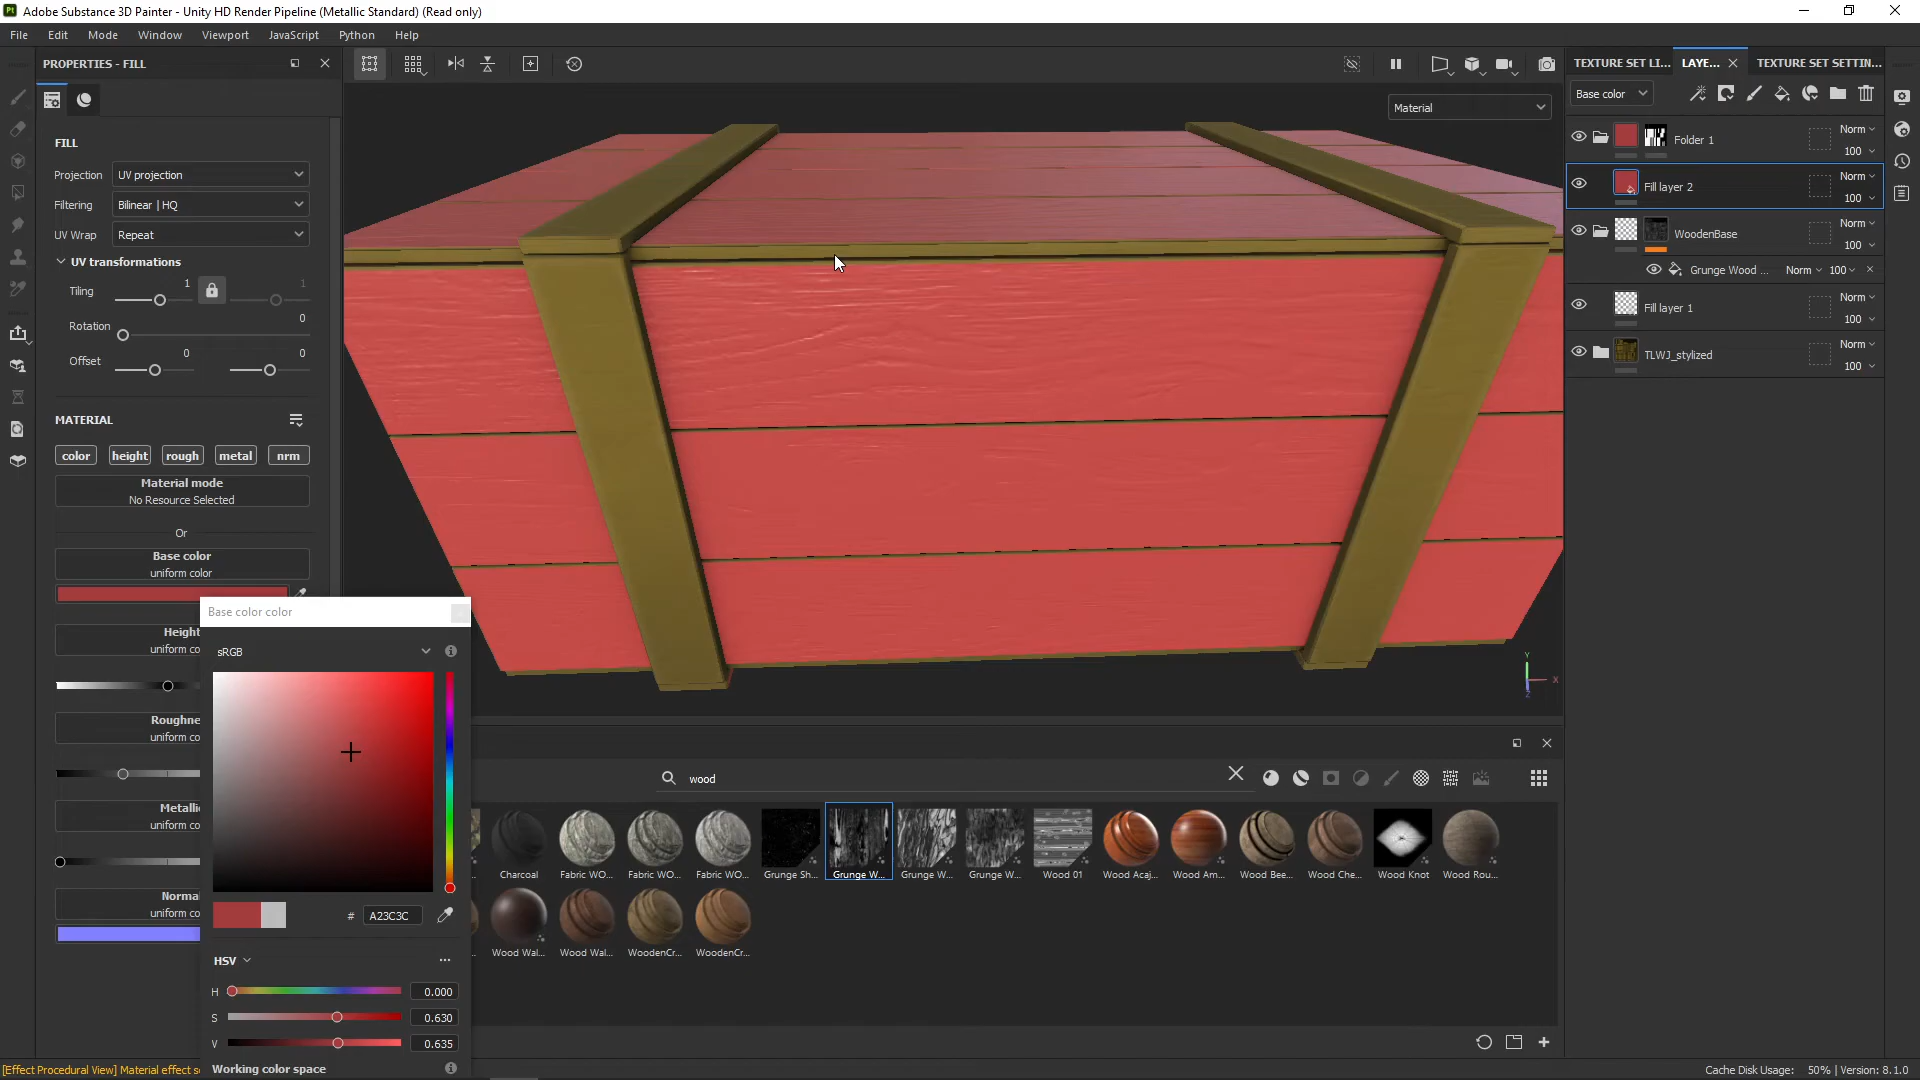 Adobe Substance 3D Painter - Unity HD Render Pipeline (Metallic Standard) (Read only)
File Edit Mode Window Viewport JavaScript Python Help
PROPERTIES - FILL
FILL
Projection UV projection
Filtering Bilinear | HQ
UV Wrap Repeat
UV transformations
Tiling 1 1
Rotation 0
Offset 0 0
MATERIAL
color height rough metal nrm
Material mode
No Resource Selected
Or
Base color
uniform color
Height
uniform co
Roughne
uniform co
Metallic
uniform co
Norma
uniform co
[Effect Procedural View] Material effect s
Base color color
sRGB
# A23C3C
HSV
H 0.000
S 0.630
V 0.635
Working color space
Material
Y
X
Z
wood
Charcoal Fabric WO... Fabric WO... Fabric WO... Grunge Sh... Grunge W... Grunge W... Grunge W... Wood 01 Wood Acaj... Wood Am... Wood Bee... Wood Che... Wood Knot Wood Rou...
Wood Wal... Wood Wal... WoodenCr... WoodenCr...
TEXTURE SET LI... LAYE... TEXTURE SET SETTIN...
Base color
Folder 1 Norm
100
Fill layer 2 Norm
100
WoodenBase Norm
100
Grunge Wood ... Norm 100
Fill layer 1 Norm
100
TLWJ_stylized Norm
100
Cache Disk Usage: 50% | Version: 8.1.0